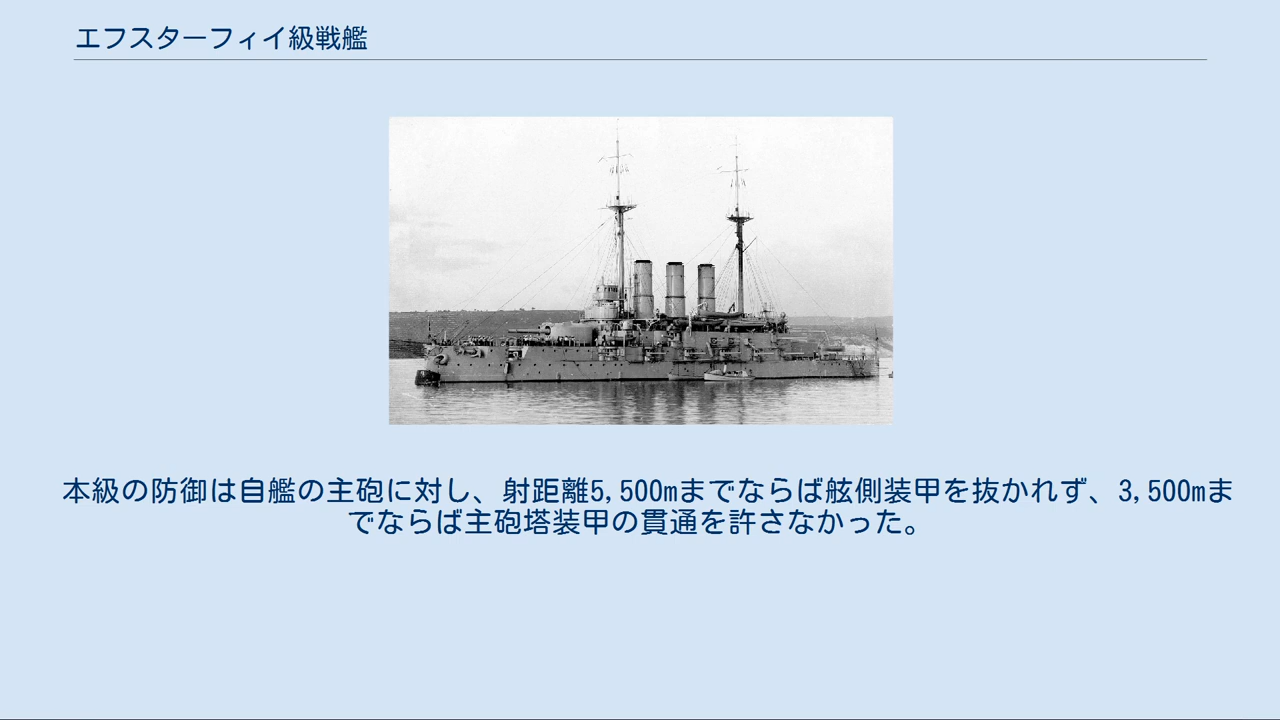 エフスターフィイ級戦艦
本級の防御は自艦の主砲に対し、射距離5,500mまでならば舷側装甲を抜かれず、3,500mま
でならば主砲塔装甲の貫通を許さなかった。